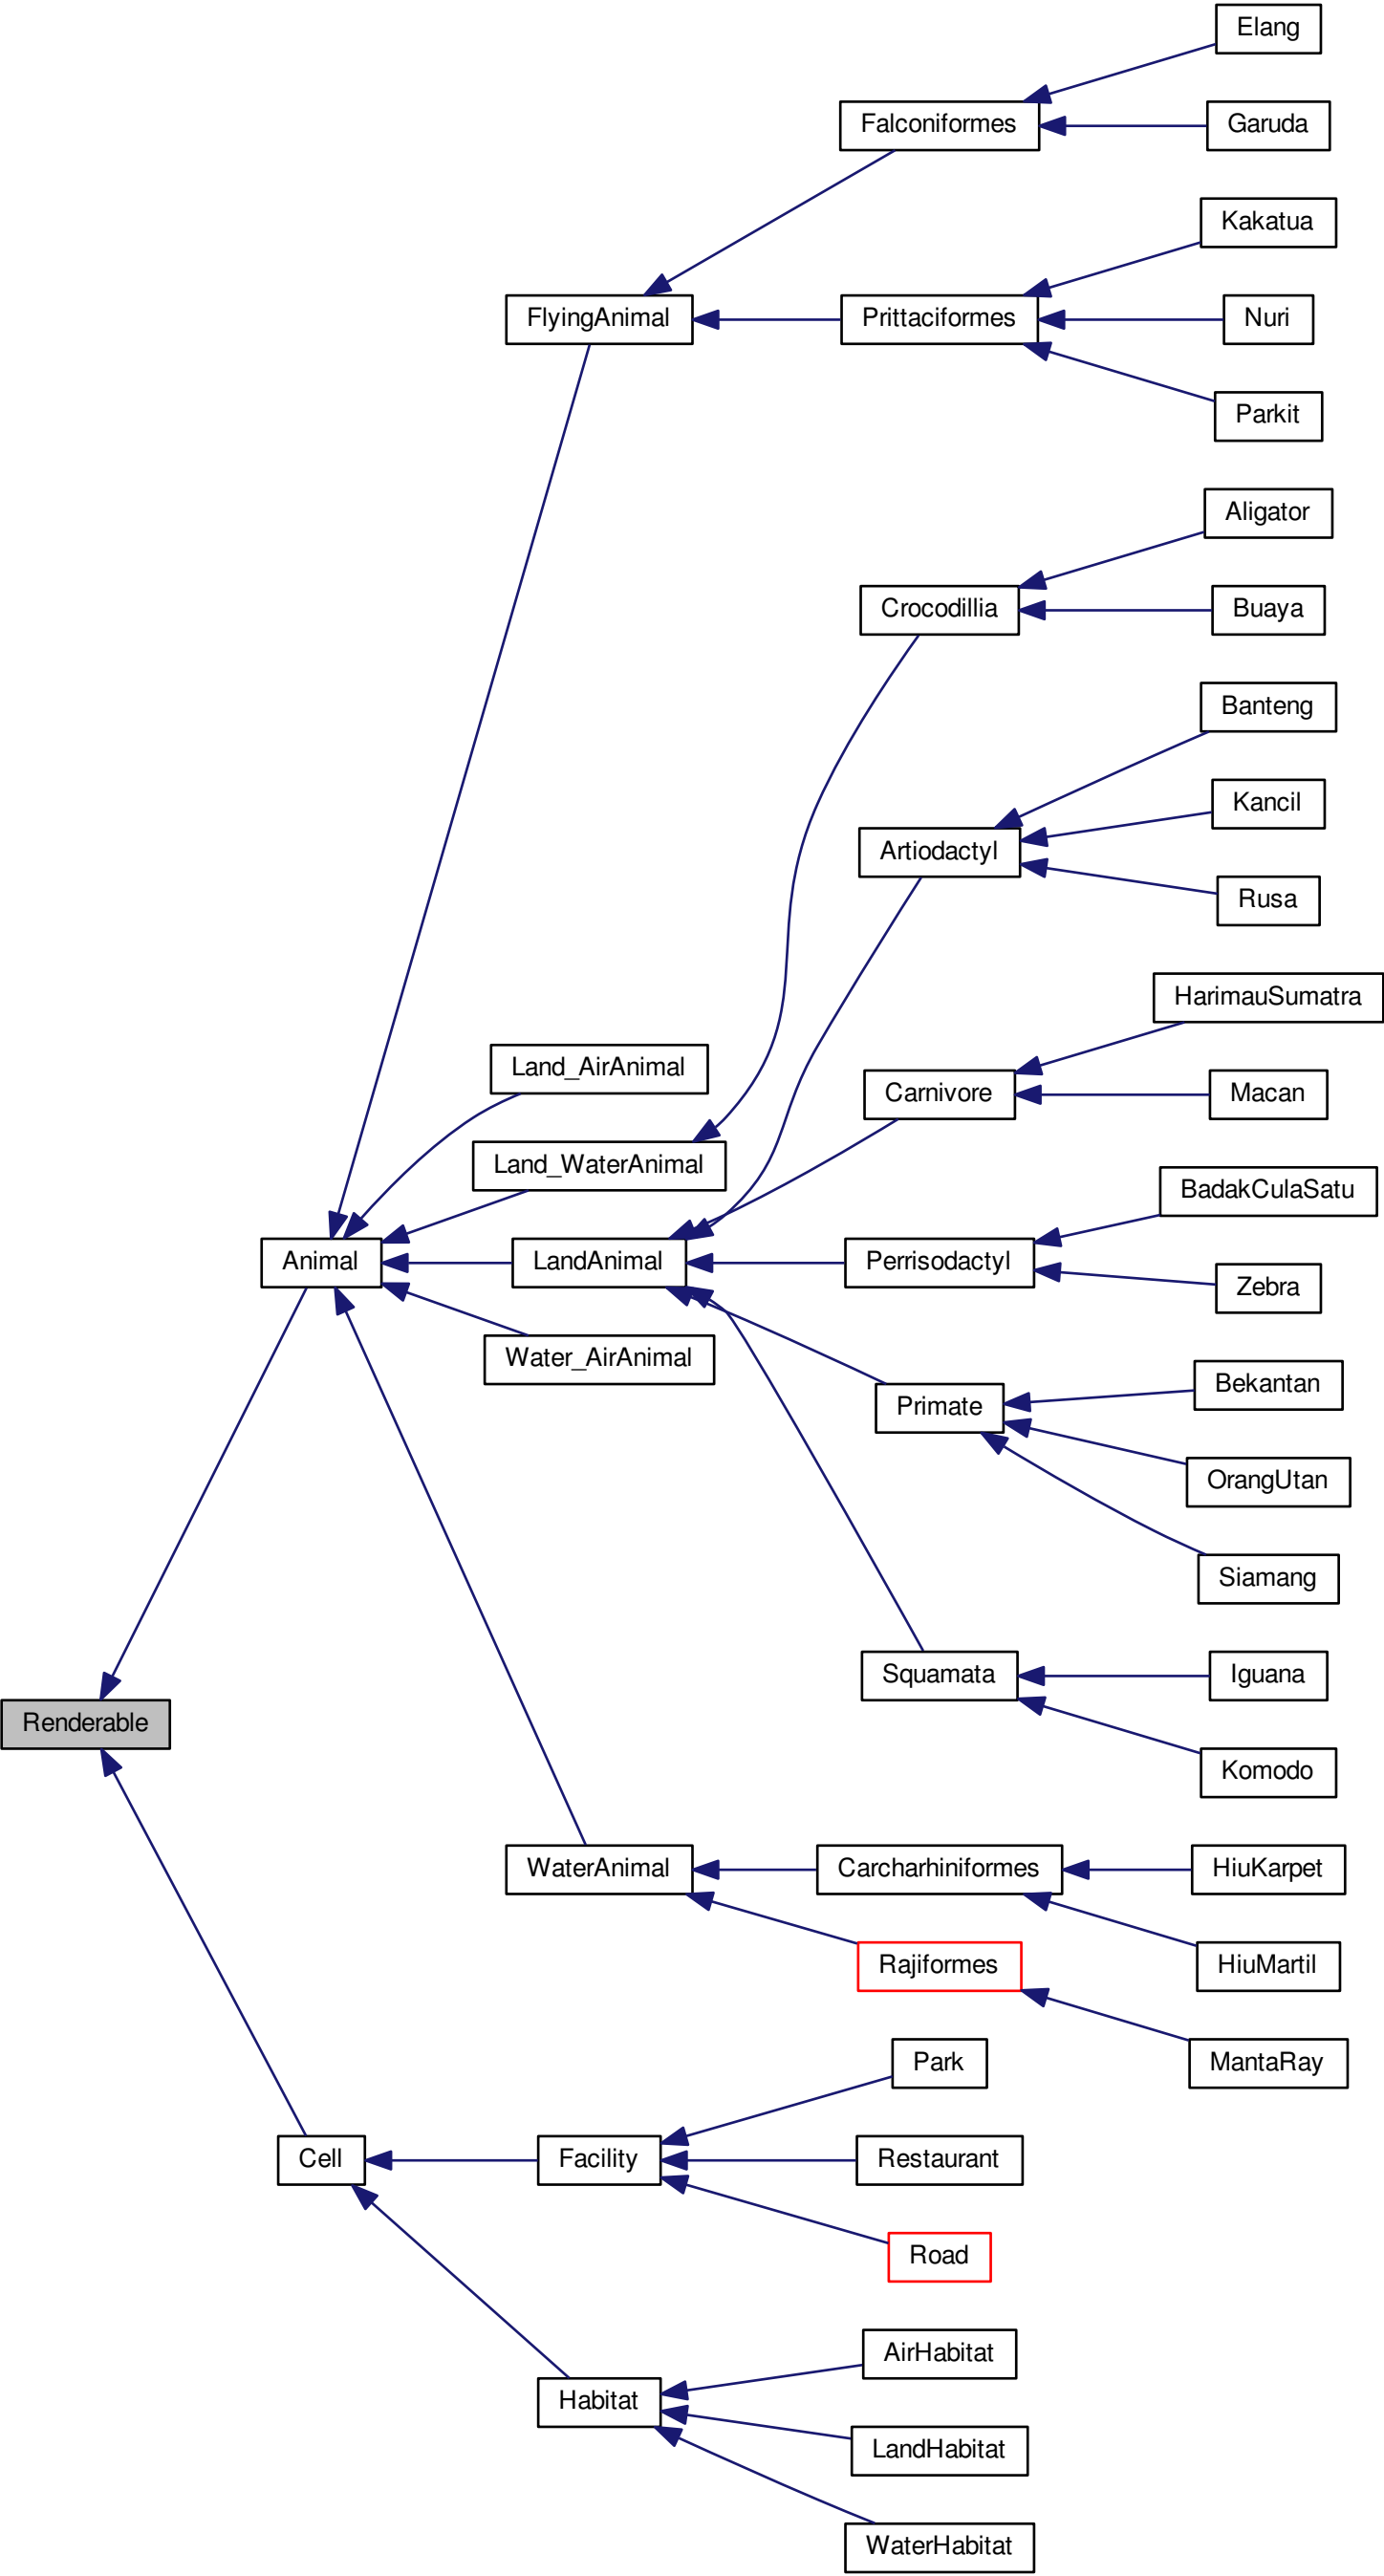 Elang
Falconiformes
Garuda
Kakatua
FlyingAnimal
Prittaciformes
Nuri
Parkit
Aligator
Crocodillia
Buaya
Banteng
Kancil
Artiodactyl
Rusa
HarimauSumatra
Land_AirAnimal
Carnivore
Macan
Land_WaterAnimal
BadakCulaSatu
Animal
LandAnimal
Perrisodactyl
Zebra
Water_AirAnimal
Bekantan
Primate
OrangUtan
Siamang
Squamata
Iguana
Renderable
Komodo
WaterAnimal
Carcharhiniformes
HiuKarpet
Rajiformes
HiuMartil
Park
MantaRay
Cell
Facility
Restaurant
Road
AirHabitat
Habitat
LandHabitat
WaterHabitat